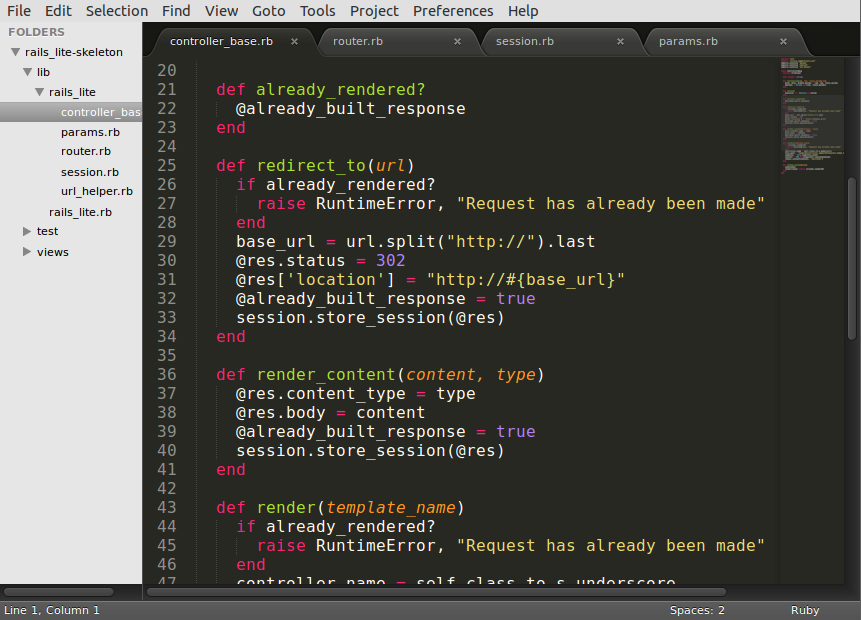 File Edit Selection Find View Goto Tools Project Preferences Help
FOLDERS
rails_lite-skeleton
lib
rails_lite
controller_bas
params.rb
router.rb
session.rb
url_helper.rb
rails_lite.rb
test
views
controller_base.rb × router.rb × session.rb × params.rb ×
20
21 def already_rendered?
22 @already_built_response
23 end
24
25 def redirect_to(url)
26 if already_rendered?
27 raise RuntimeError, "Request has already been made"
28 end
29 base_url = url.split("http://").last
30 @res.status = 302
31 @res['location'] = "http://#{base_url}"
32 @already_built_response = true
33 session.store_session(@res)
34 end
35
36 def render_content(content, type)
37 @res.content_type = type
38 @res.body = content
39 @already_built_response = true
40 session.store_session(@res)
41 end
42
43 def render(template_name)
44 if already_rendered?
45 raise RuntimeError, "Request has already been made"
46 end
47 controller_name = self.class.to_s.underscore
Line 1, Column 1 Spaces: 2 Ruby